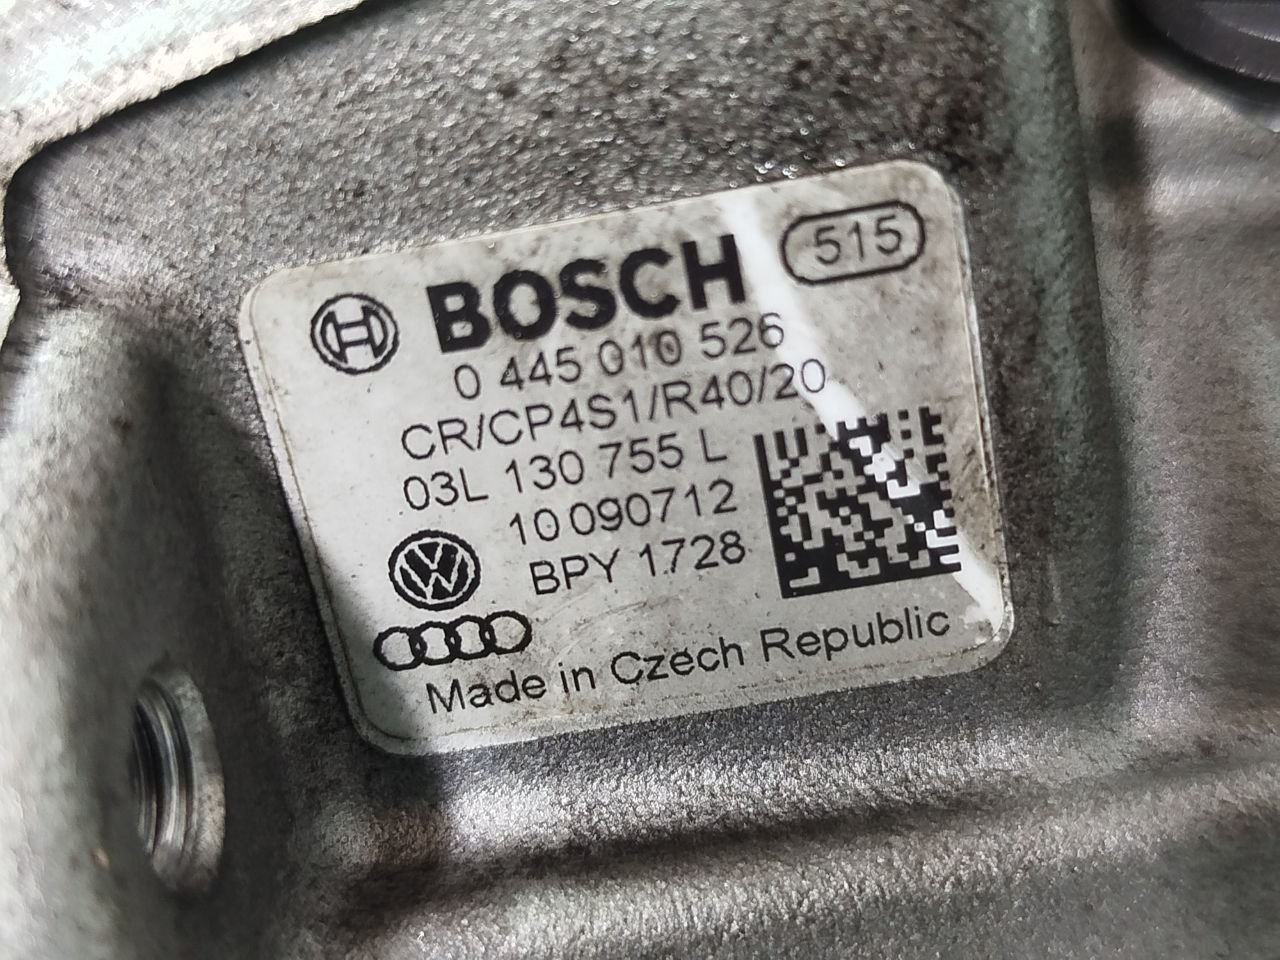 BOSCH 515
0 445 010 526
CR/CP4S1/R40/20
03L 130 755 L
10 090712
BPY 1728
Made in Czech Republic